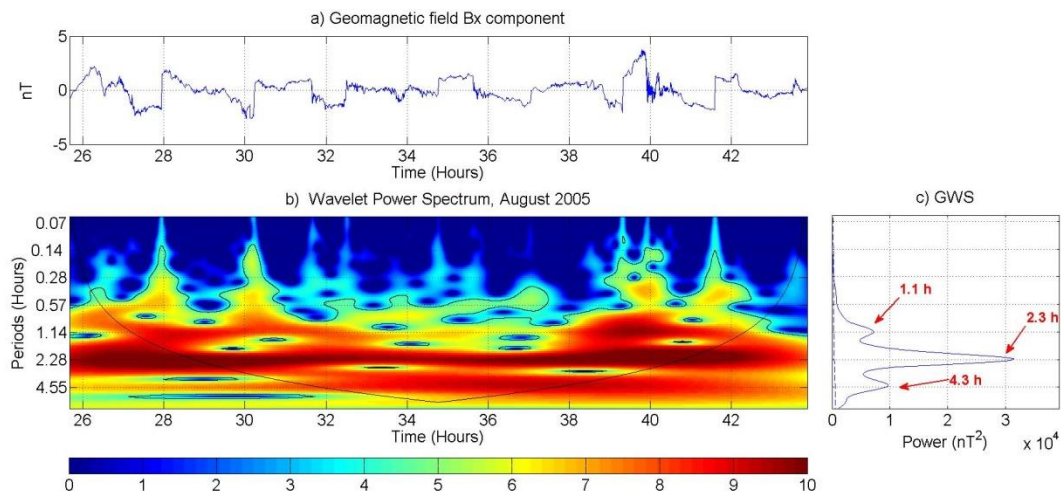 a) Geomagnetic field Bx component
5
0
-5
nT
26 28 30 32 34 36 38 40 42
Time (Hours)
b) Wavelet Power Spectrum, August 2005
0.07
0.14
0.28
0.57
1.14
2.28
4.55
Periods (Hours)
26 28 30 32 34 36 38 40 42
Time (Hours)
c) GWS
1.1 h
2.3 h
4.3 h
0 1 2 3
Power (nT²) x 10⁴
0 1 2 3 4 5 6 7 8 9 10